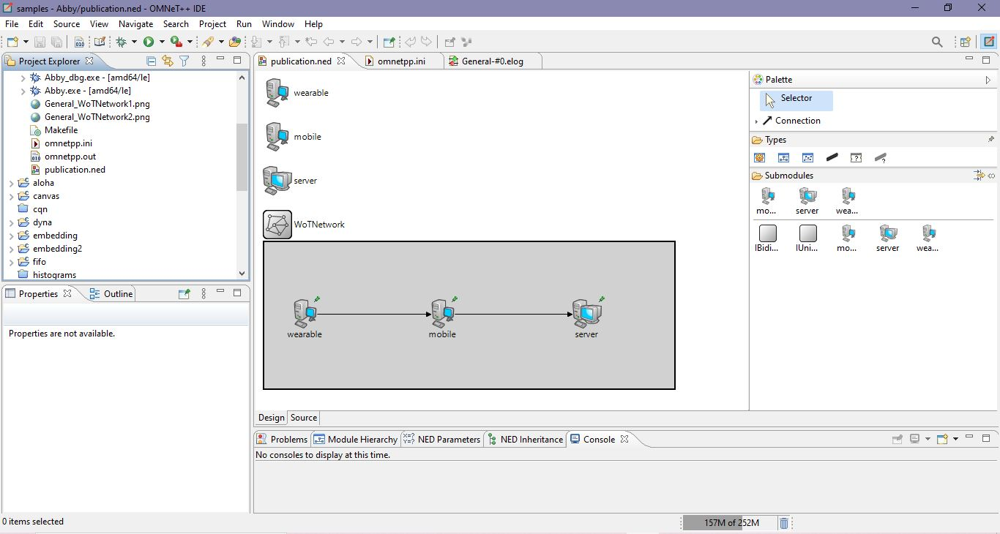 samples - Abby/publication.ned - OMNeT++ IDE
File Edit Source View Navigate Search Project Run Window Help
Project Explorer
Abby_dbg.exe - [amd64/le]
Abby.exe - [amd64/le]
General_WoTNetwork1.png
General_WoTNetwork2.png
Makefile
omnetpp.ini
omnetpp.out
publication.ned
aloha
canvas
cqn
dyna
embedding
embedding2
fifo
histograms
Properties Outline
Properties are not available.
publication.ned omnetpp.ini General-#0.elog
wearable
mobile
server
WoTNetwork
wearable mobile server
Design Source
Palette
Selector
Connection
Types
Submodules
mo... server wea...
IBidi... IUni... mo... server wea...
Problems Module Hierarchy NED Parameters NED Inheritance Console
No consoles to display at this time.
0 items selected
157M of 252M